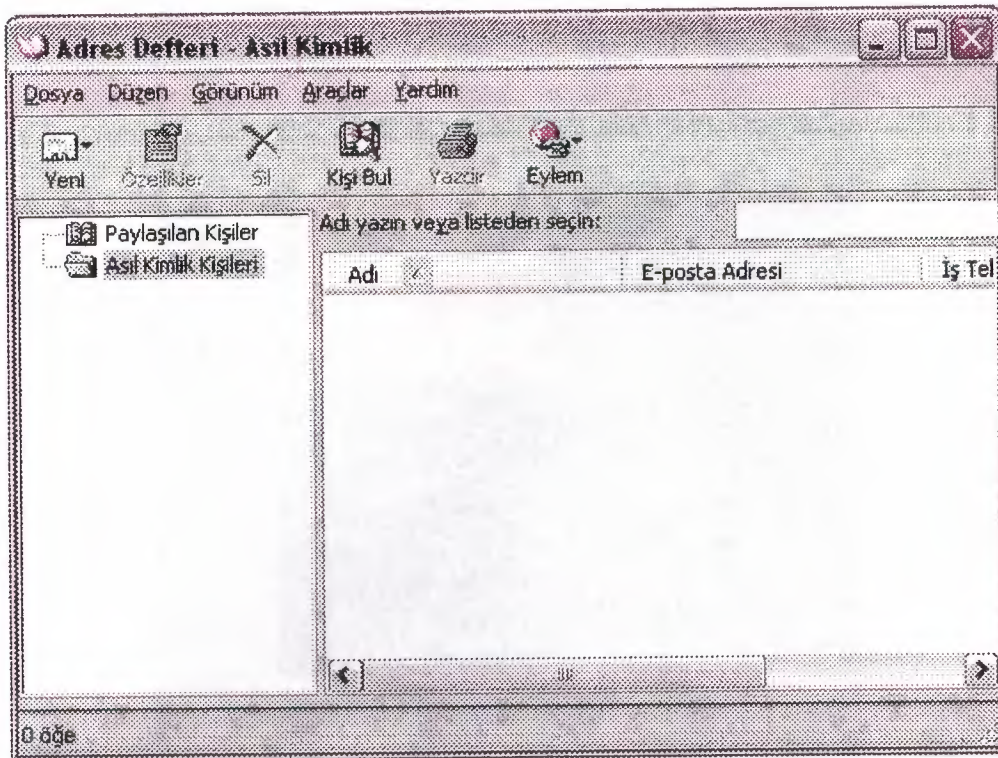 Adres Defteri - Asıl Kimlik
Dosya Düzen Görünüm Araçlar Yardım
Yeni Özellikler Sil Kişi Bul Yazdır Eylem
Adı yazın veya listeden seçin:
Paylaşılan Kişiler
Asıl Kimlik Kişileri
Adı E-posta Adresi İş Tel
0 öğe